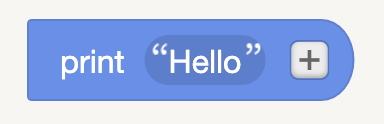 print “Hello” +